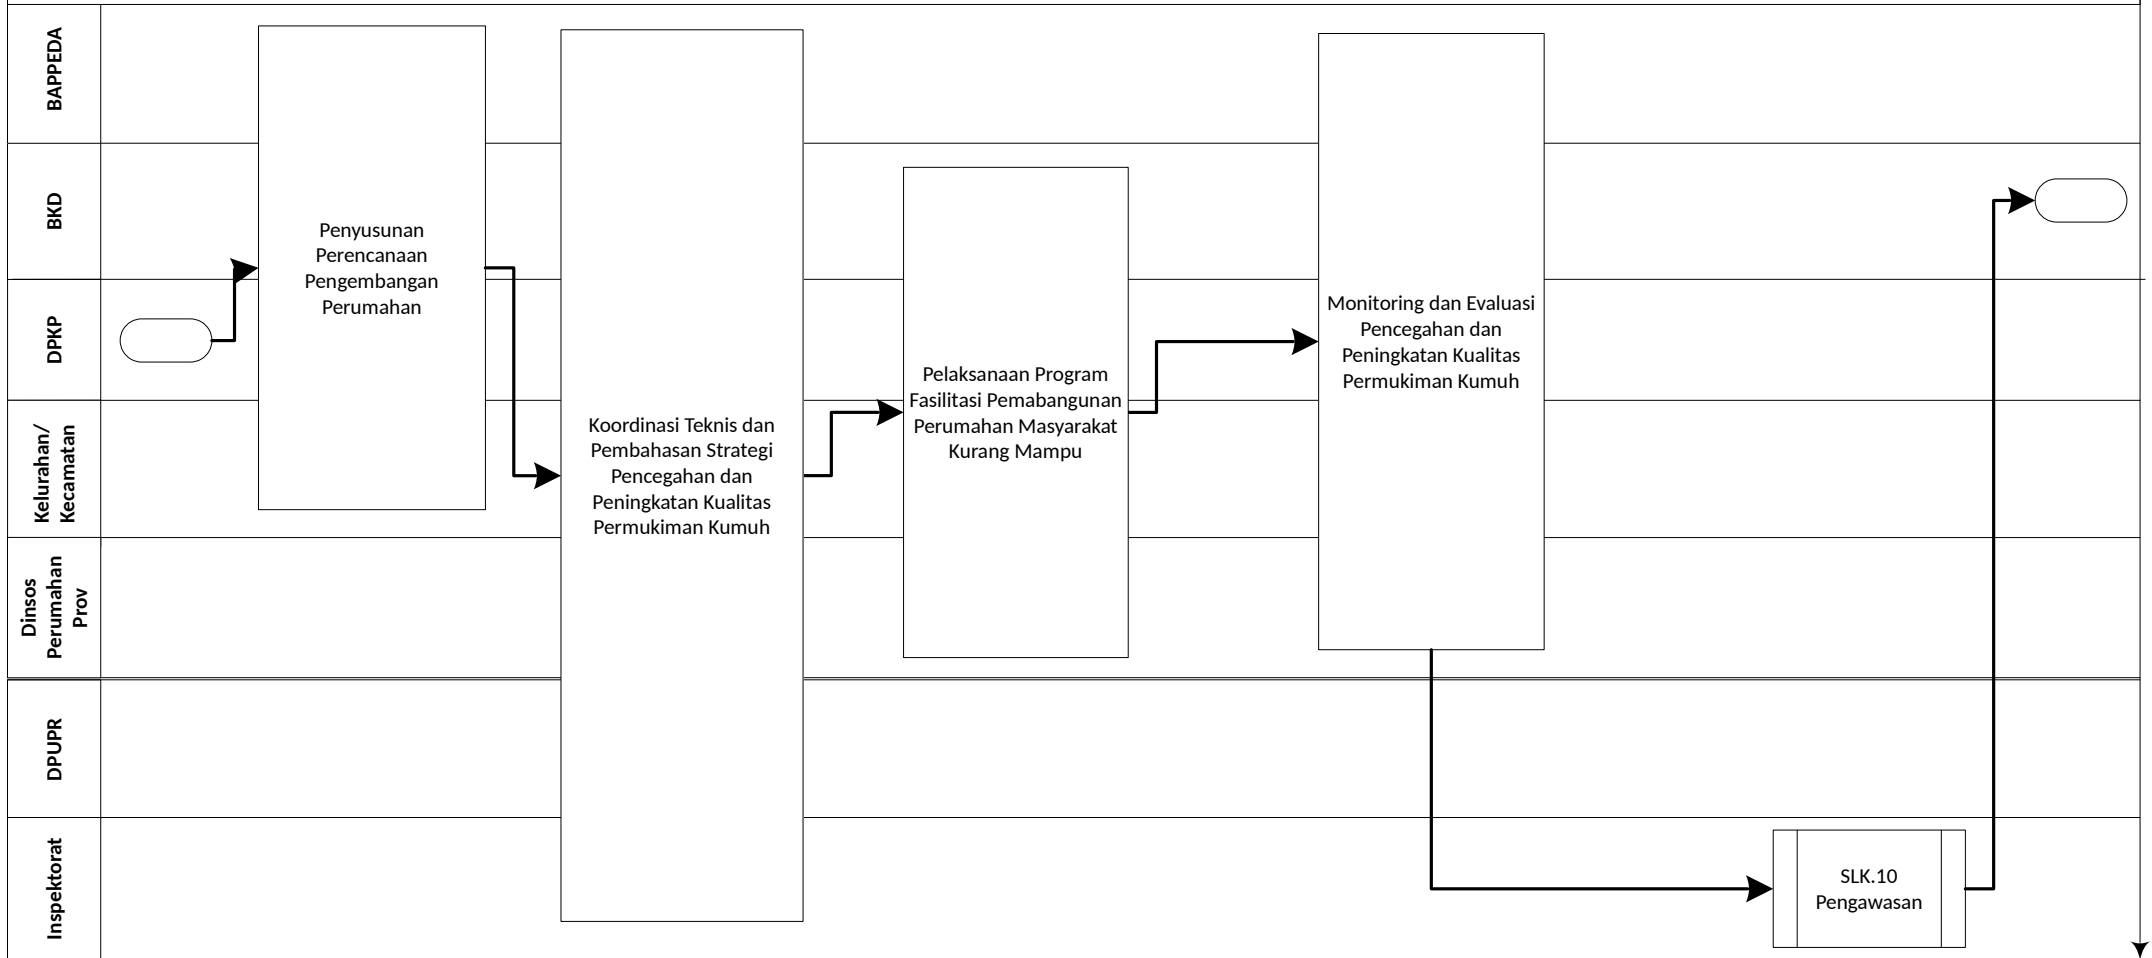 BAPPEDA
BKD
DPKP
Kelurahan/
Kecamatan
Dinsos
Perumahan
Prov
DPUPR
Inspektorat
Penyusunan
Perencanaan
Pengembangan
Perumahan
Koordinasi Teknis dan
Pembahasan Strategi
Pencegahan dan
Peningkatan Kualitas
Permukiman Kumuh
Pelaksanaan Program
Fasilitasi Pemabangunan
Perumahan Masyarakat
Kurang Mampu
Monitoring dan Evaluasi
Pencegahan dan
Peningkatan Kualitas
Permukiman Kumuh
SLK.10
Pengawasan